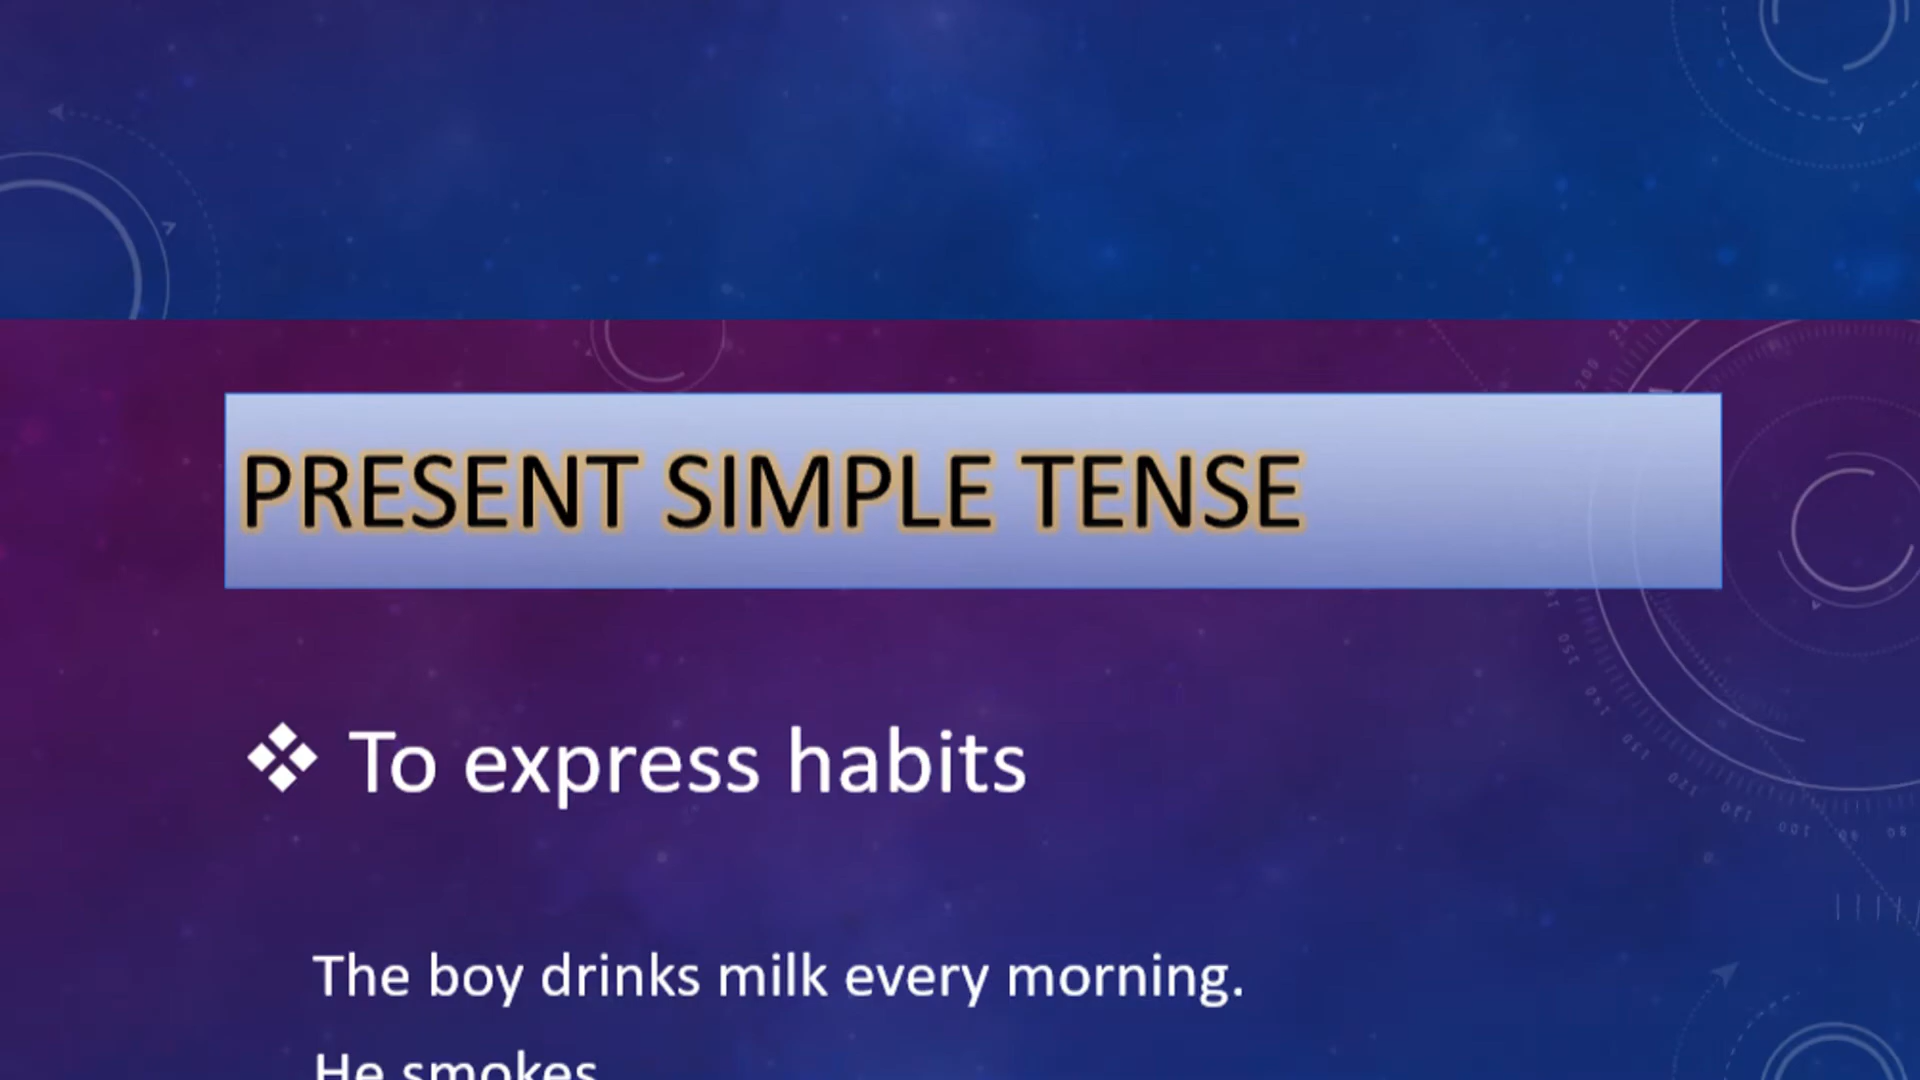 PRESENT SIMPLE TENSE
❖ To express habits
The boy drinks milk every morning.
He smokes